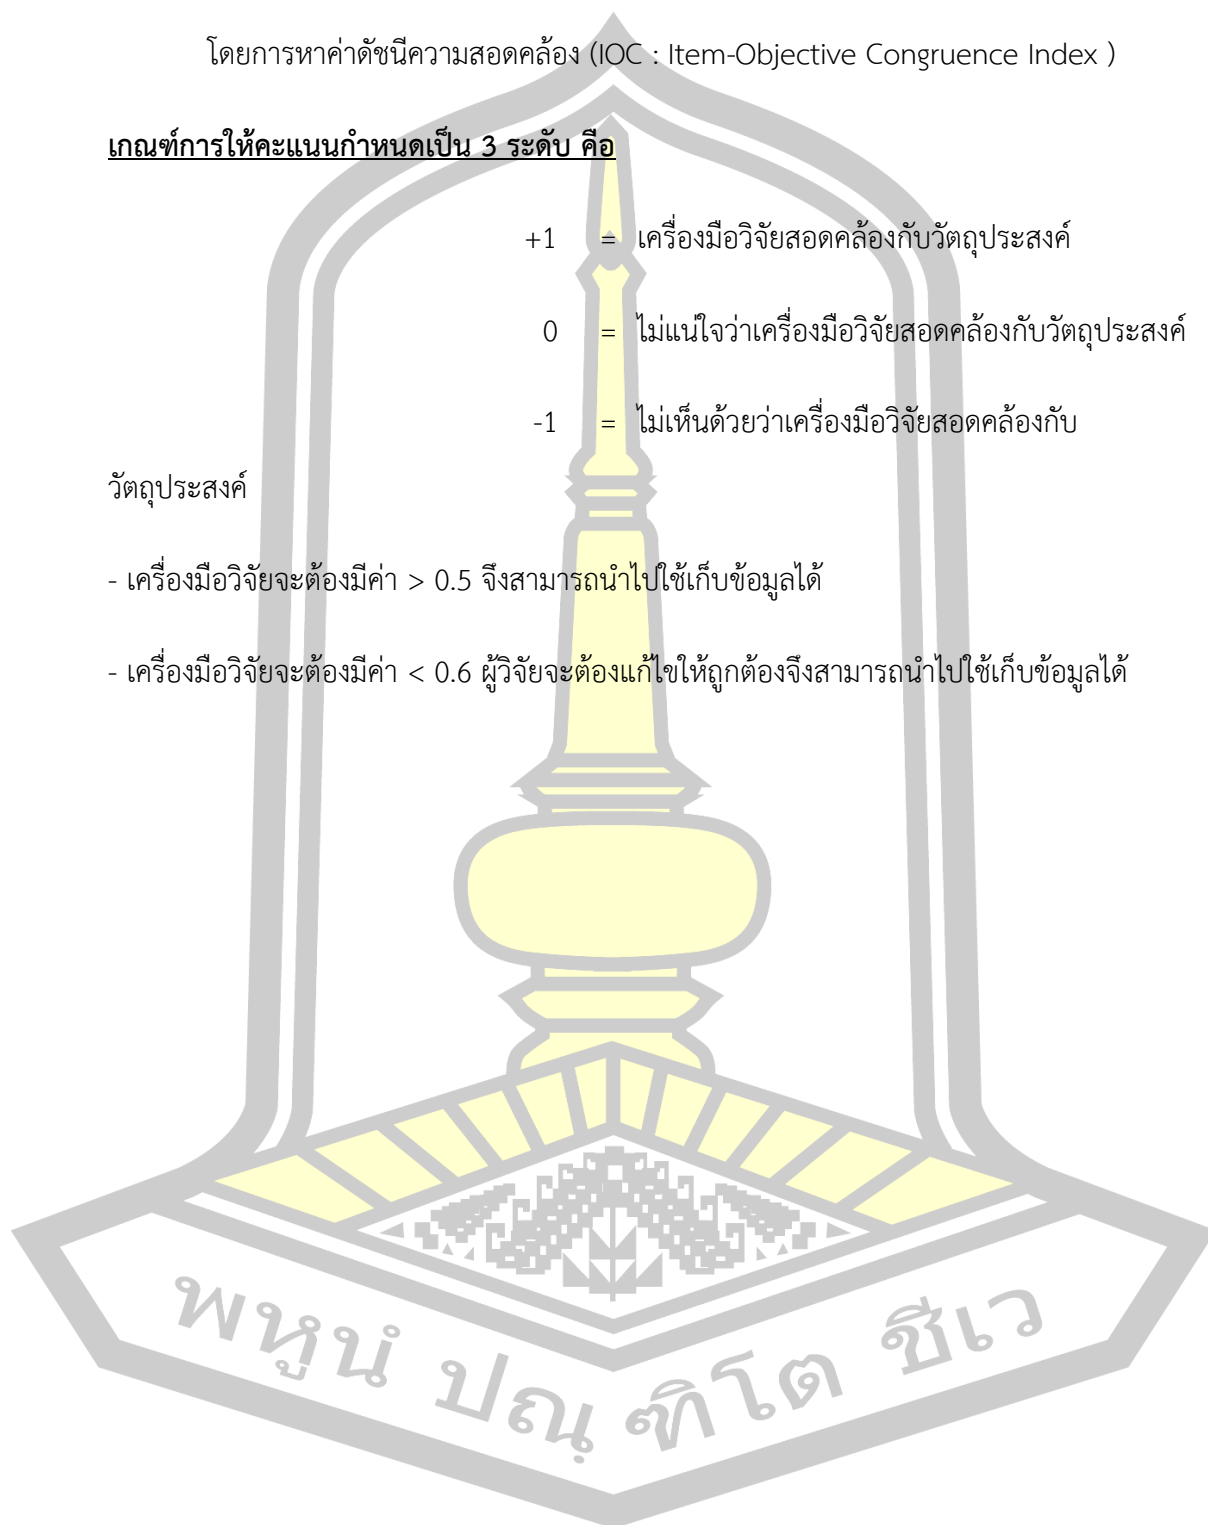 โดยการหาค่าดัชนีความสอดคล้อง (IOC : Item-Objective Congruence Index )
เกณฑ์การให้คะแนนกำหนดเป็น 3 ระดับ คือ
+1 = เครื่องมือวิจัยสอดคล้องกับวัตถุประสงค์
0 = ไม่แน่ใจว่าเครื่องมือวิจัยสอดคล้องกับวัตถุประสงค์
-1 = ไม่เห็นด้วยว่าเครื่องมือวิจัยสอดคล้องกับ
วัตถุประสงค์
- เครื่องมือวิจัยจะต้องมีค่า > 0.5 จึงสามารถนำไปใช้เก็บข้อมูลได้
- เครื่องมือวิจัยจะต้องมีค่า < 0.6 ผู้วิจัยจะต้องแก้ไขให้ถูกต้องจึงสามารถนำไปใช้เก็บข้อมูลได้
พหูนํ ปณฺฑิโต ชีเว